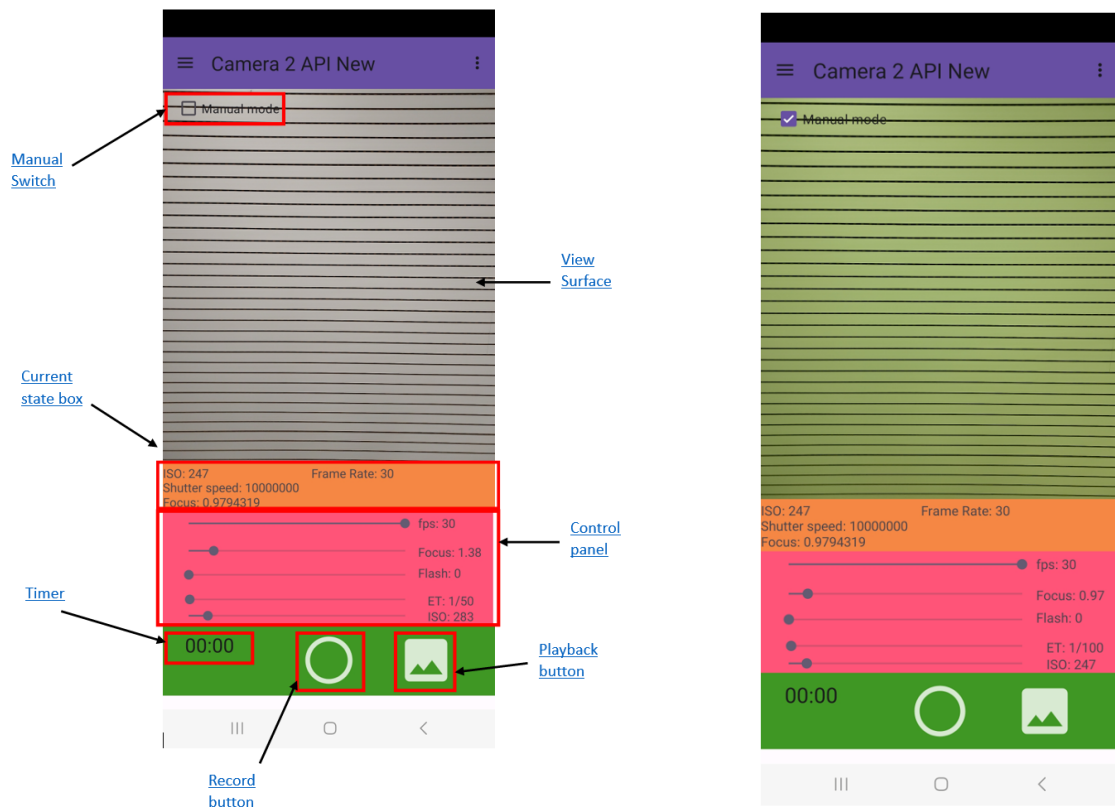 Camera 2 API New
Manual mode
Manual
Switch
View
Surface
Current
state box
ISO: 247 Frame Rate: 30
Shutter speed: 10000000
Focus: 0.9794319
fps: 30
Focus: 1.38
Flash: 0
ET: 1/50
ISO: 283
Control
panel
Timer
00:00
Playback
button
Record
button
Camera 2 API New
Manual mode
ISO: 247 Frame Rate: 30
Shutter speed: 10000000
Focus: 0.9794319
fps: 30
Focus: 0.97
Flash: 0
ET: 1/100
ISO: 247
00:00